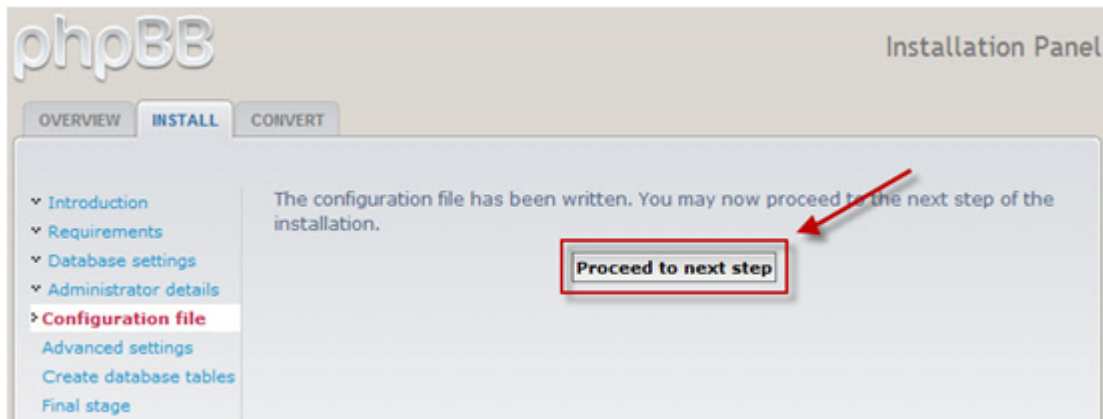 phpBB
Installation Panel
OVERVIEW INSTALL CONVERT
Introduction
Requirements
Database settings
Administrator details
Configuration file
Advanced settings
Create database tables
Final stage
The configuration file has been written. You may now proceed to the next step of the
installation.
Proceed to next step